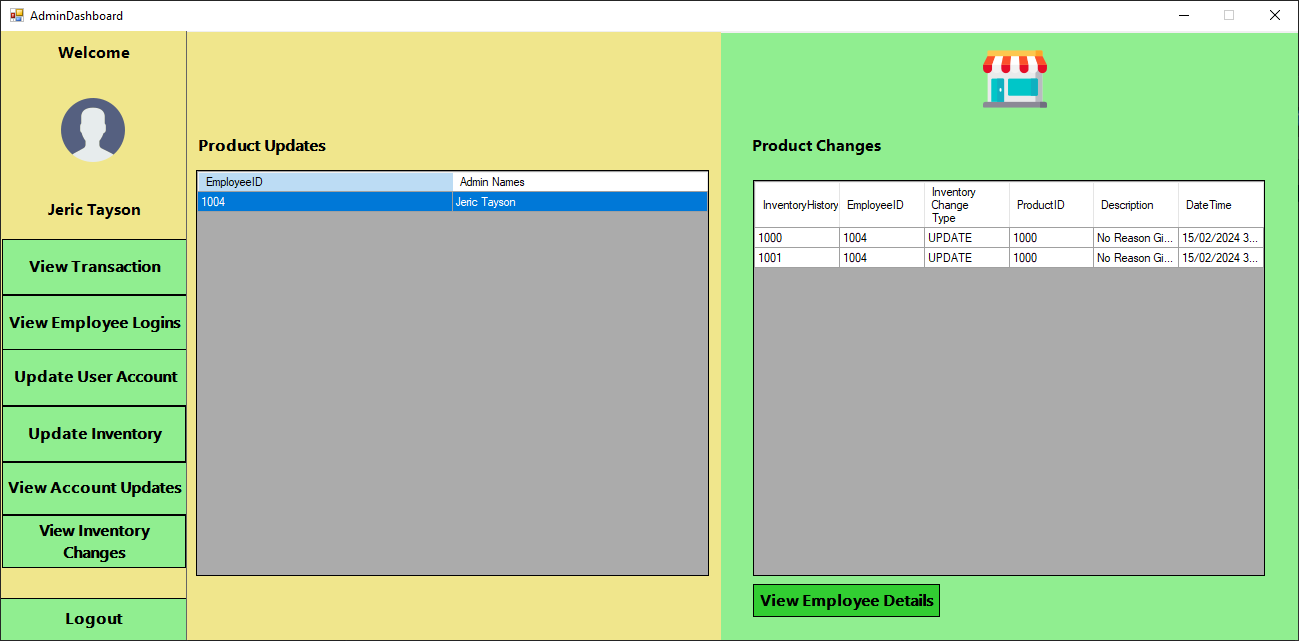 AdminDashboard
Welcome
Jeric Tayson
View Transaction
View Employee Logins
Update User Account
Update Inventory
View Account Updates
View Inventory
Changes
Logout
Product Updates
EmployeeID Admin Names
1004 Jeric Tayson
Product Changes
InventoryHistory EmployeeID Inventory Change Type ProductID Description DateTime
1000 1004 UPDATE 1000 No Reason Gi... 15/02/2024 3...
1001 1004 UPDATE 1000 No Reason Gi... 15/02/2024 3...
View Employee Details